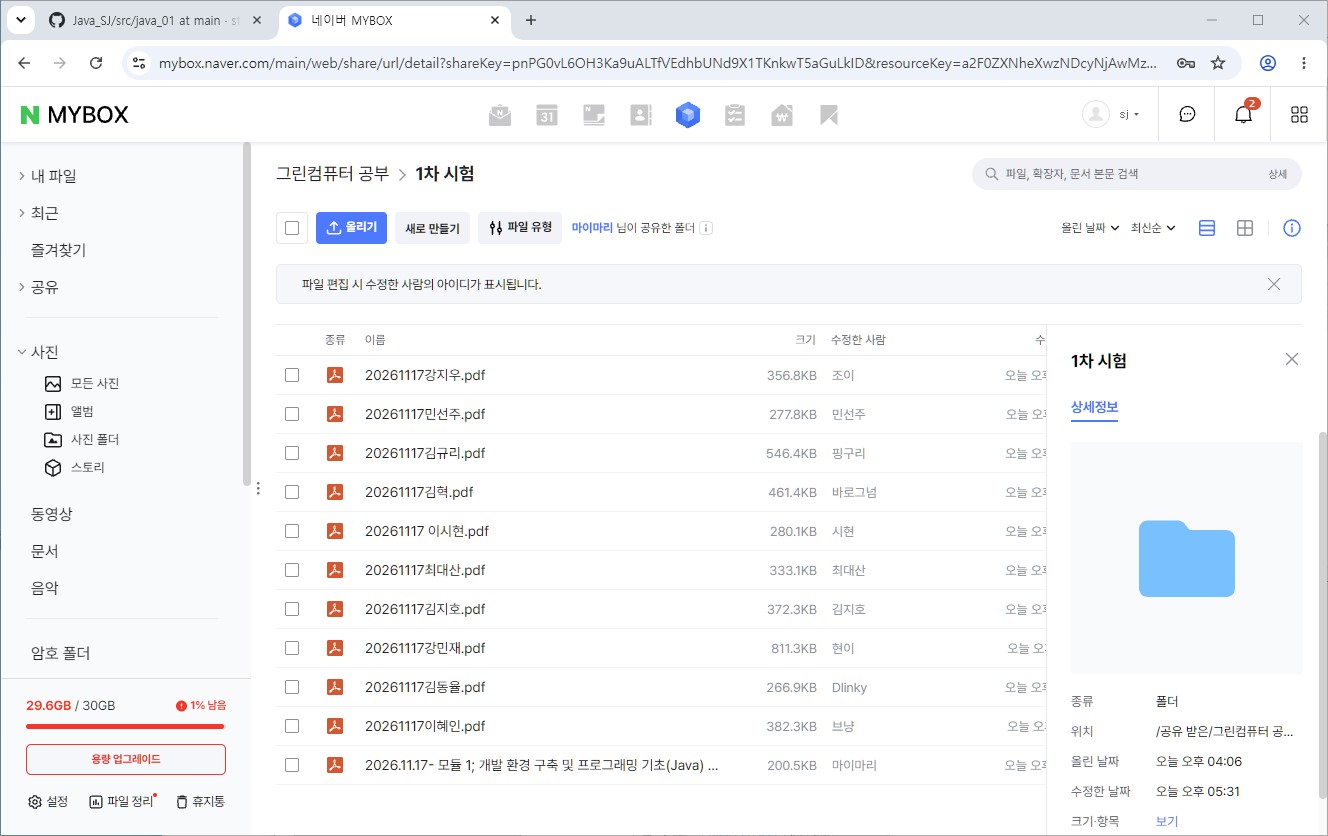 Java_SJ/src/java_01 at main · s
네이버 MYBOX
mybox.naver.com/main/web/share/url/detail?shareKey=pnPG0vL6OH3Ka9uALTfVEdhbUNd9X1TKnkwT5aGuLkID&resourceKey=a2F0ZXNheXwzNDcyNjAwMz...
N MYBOX
31
sj
2
내 파일
최근
즐겨찾기
공유
사진
모든 사진
앨범
사진 폴더
스토리
동영상
문서
음악
암호 폴더
29.6GB / 30GB
1% 남음
용량 업그레이드
설정
파일 정리
휴지통
그린컴퓨터 공부 > 1차 시험
파일, 확장자, 문서 본문 검색
상세
올리기
새로 만들기
파일 유형
마이마리 님이 공유한 폴더
올린 날짜
최신순
파일 편집 시 수정한 사람의 아이디가 표시됩니다.
종류 이름 크기 수정한 사람 수
20261117강지우.pdf 356.8KB 조이 오늘 오후
20261117민선주.pdf 277.8KB 민선주 오늘 오후
20261117김규리.pdf 546.4KB 핑구리 오늘 오후
20261117김혁.pdf 461.4KB 바로그넘 오늘 오후
20261117 이시현.pdf 280.1KB 시현 오늘 오후
20261117최대산.pdf 333.1KB 최대산 오늘 오후
20261117김지호.pdf 372.3KB 김지호 오늘 오후
20261117강민재.pdf 811.3KB 현이 오늘 오
20261117김동율.pdf 266.9KB Dlinky 오늘 오후
20261117이혜인.pdf 382.3KB 브냥 오늘 오
2026.11.17- 모듈 1; 개발 환경 구축 및 프로그래밍 기초(Java) ... 200.5KB 마이마리 오늘 오후
1차 시험
상세정보
종류 폴더
위치 /공유 받은/그린컴퓨터 공...
올린 날짜 오늘 오후 04:06
수정한 날짜 오늘 오후 05:31
크기·항목 보기